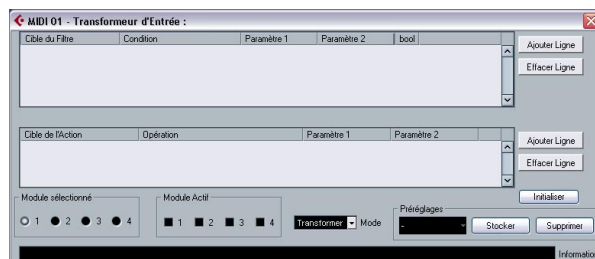 MIDI 01 - Transformeur d'Entrée :
Cible du Filtre Condition Paramètre 1 Paramètre 2 bool
Ajouter Ligne
Effacer Ligne
Cible de l'Action Opération Paramètre 1 Paramètre 2
Ajouter Ligne
Effacer Ligne
Initialiser
Module sélectionné Module Actif Préréglages
1 2 3 4 1 2 3 4 Transformer Mode - Stocker Supprimer
Information